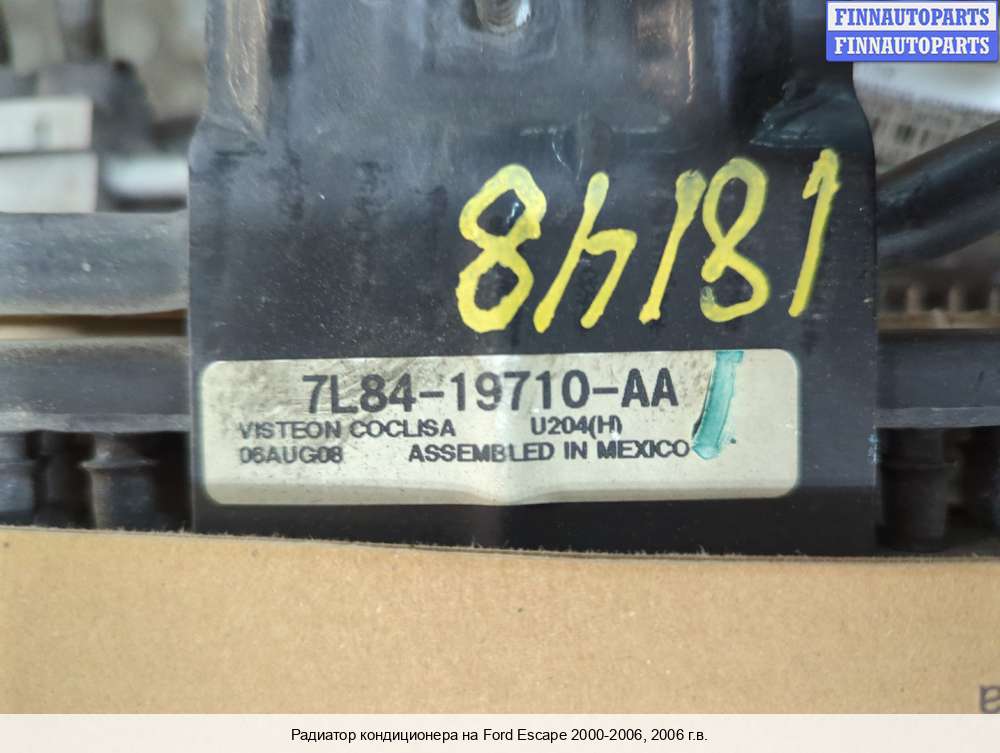 FINNAUTOPARTS
FINNAUTOPARTS
18148
7L84-19710-AA
VISTEON COCLISA U204(H)
06AUG08 ASSEMBLED IN MEXICO
Радиатор кондиционера на Ford Escape 2000-2006, 2006 г.в.